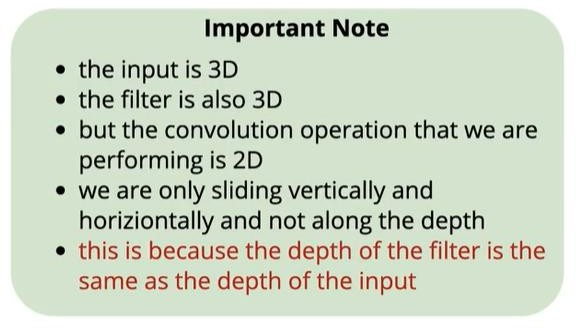 Important Note
• the input is 3D
• the filter is also 3D
• but the convolution operation that we are
performing is 2D
• we are only sliding vertically and
horiziontally and not along the depth
• this is because the depth of the filter is the
same as the depth of the input